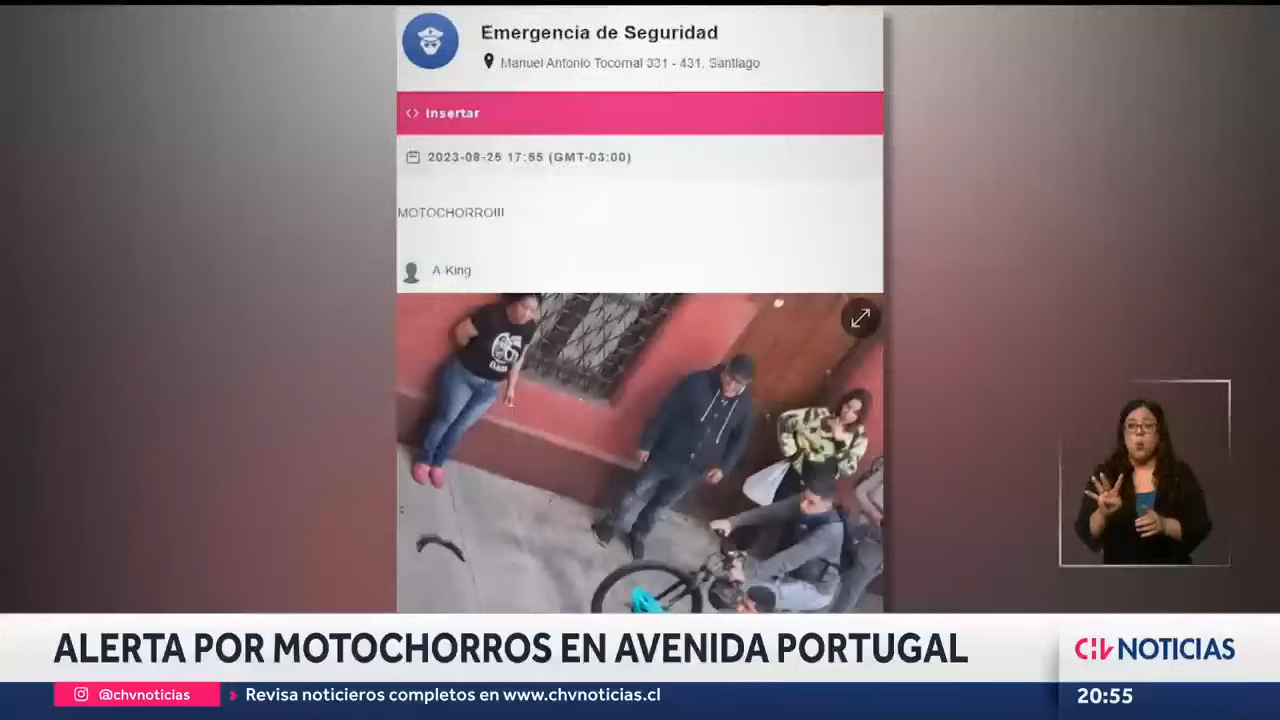 Emergencia de Seguridad
Manuel Antonio Tocornal 331 - 431, Santiago
<> Insertar
2023-08-25 17:55 (GMT-03:00)
MOTOCHORRO!!!
A King
ALERTA POR MOTOCHORROS EN AVENIDA PORTUGAL
CHV NOTICIAS
@chvnoticias
Revisa noticieros completos en www.chvnoticias.cl
20:55